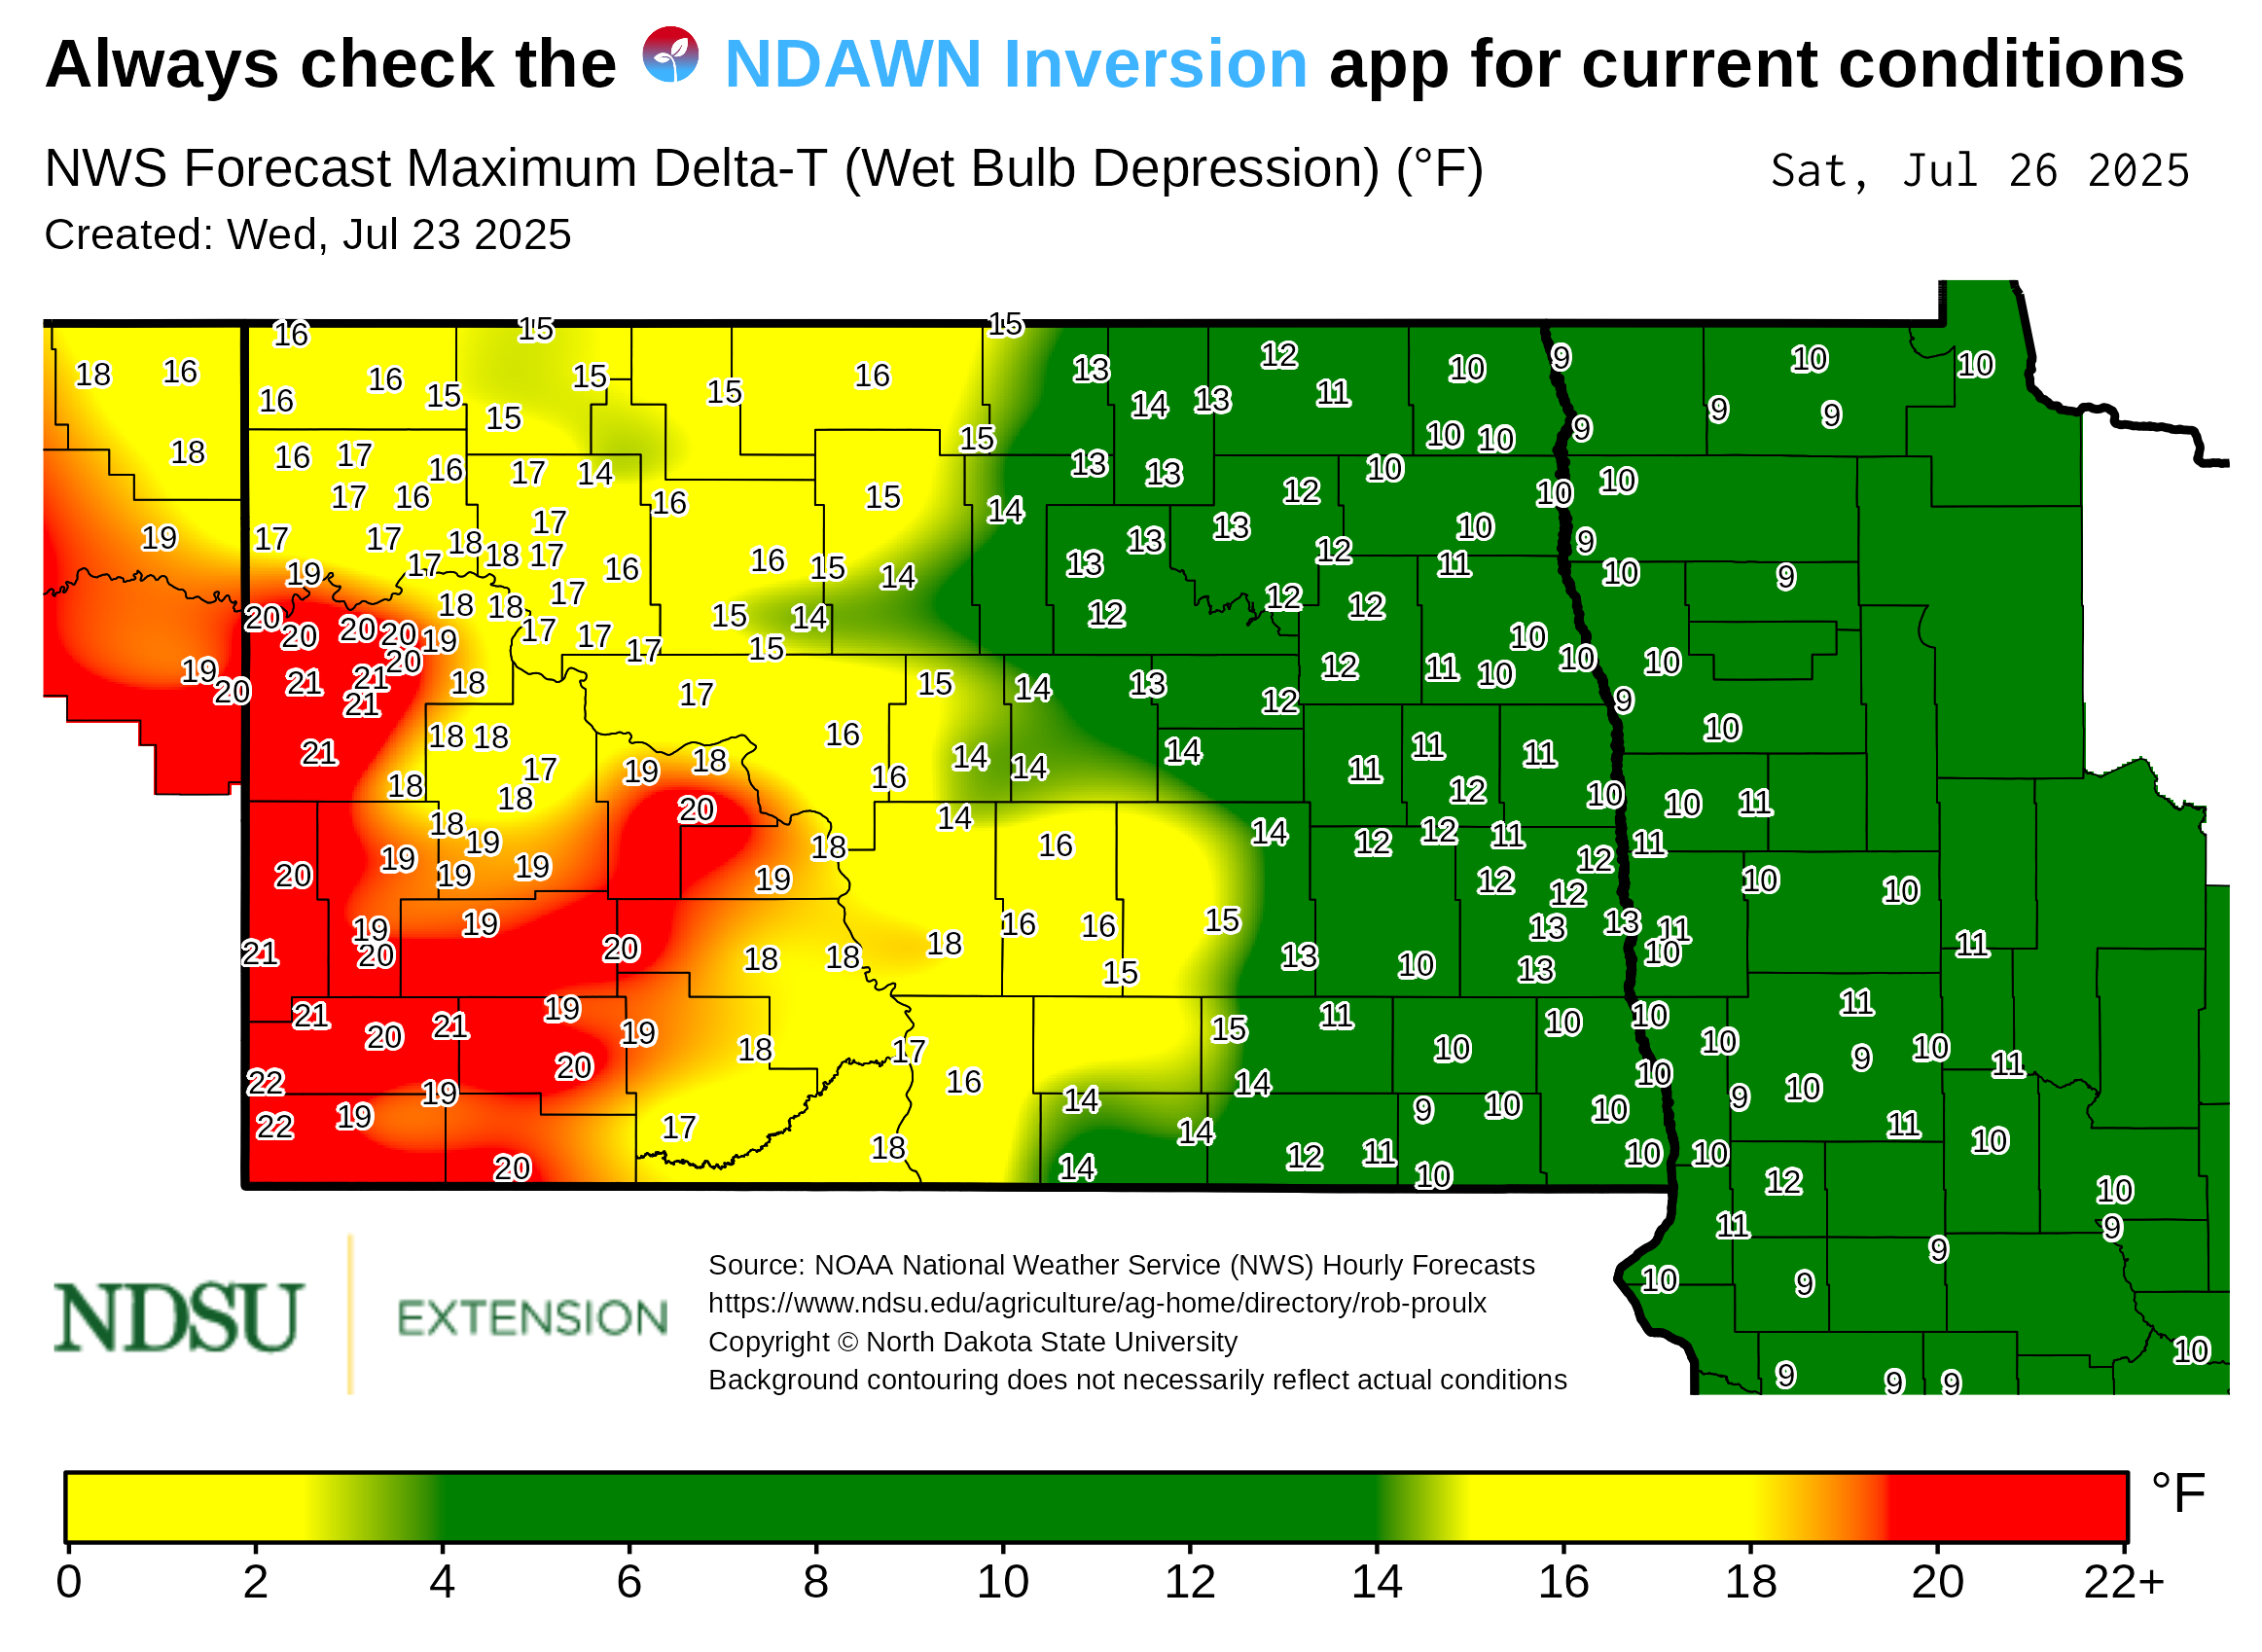 Always check the NDAWN Inversion app for current conditions
NWS Forecast Maximum Delta-T (Wet Bulb Depression) (°F)
Sat, Jul 26 2025
Created: Wed, Jul 23 2025
16 15 15
18 16 16 16 15 15 15 15 16 13 14 13 12 11 10 9 10 10
16 15 10 10 9 9 9
18 16 17 16 17 14 16 15 13 13 12 10 10 10
17 16 17 14 13 13 10 9
19 17 17 18 18 17 16 16 15 14 13 12 11 10 9
19 17 18 18 17 15 14 12 12 12
20 20 20 20 19 17 17 17 15 10 10 10
19 20 21 21 20 21 18 17 15 14 13 12 12 11 10 9
21 18 18 17 19 18 16 16 14 14 14 11 11 11 10
18 18 20 12 10 10 11
18 19 18 14 16 14 12 12 11 11
20 19 19 19 19 12 12 12 10 10
19 20 19 20 18 18 18 16 16 15 13 13 11 10
21 15 13 10 13 11
21 20 21 19 19 18 17 15 11 10 10 10 10 11
20 16 14 10 9 10 11
22 19 14 9 10 10 10 9 10
22 19 17 18 14 12 11 10 10 10 11 10
20 14 10 12 10
11 9 9
10 9
9 9 9 10
NDSU EXTENSION
Source: NOAA National Weather Service (NWS) Hourly Forecasts
https://www.ndsu.edu/agriculture/ag-home/directory/rob-proulx
Copyright © North Dakota State University
Background contouring does not necessarily reflect actual conditions
°F
0 2 4 6 8 10 12 14 16 18 20 22+